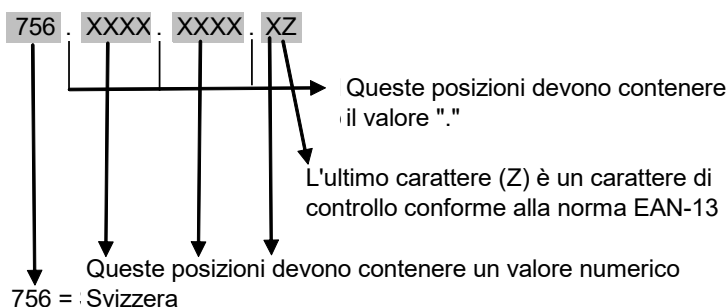 756 . XXXX . XXXX . XZ
Queste posizioni devono contenere
il valore "."
L'ultimo carattere (Z) è un carattere di
controllo conforme alla norma EAN-13
Queste posizioni devono contenere un valore numerico
756 = Svizzera